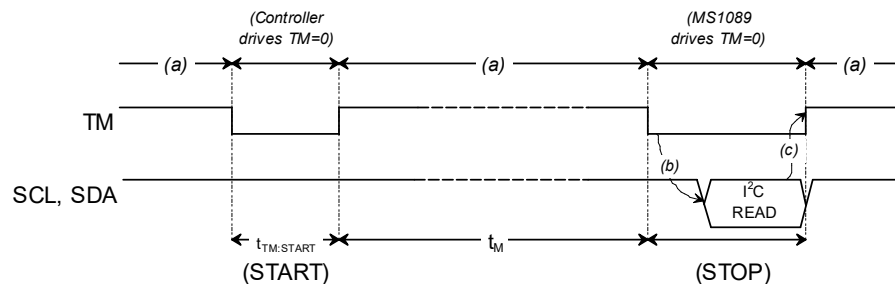 (Controller
drives TM=0)
(MS1089
drives TM=0)
(a)
(a)
(a)
TM
(b)
(c)
SCL, SDA
I²C
READ
tTM:START
tM
(START)
(STOP)